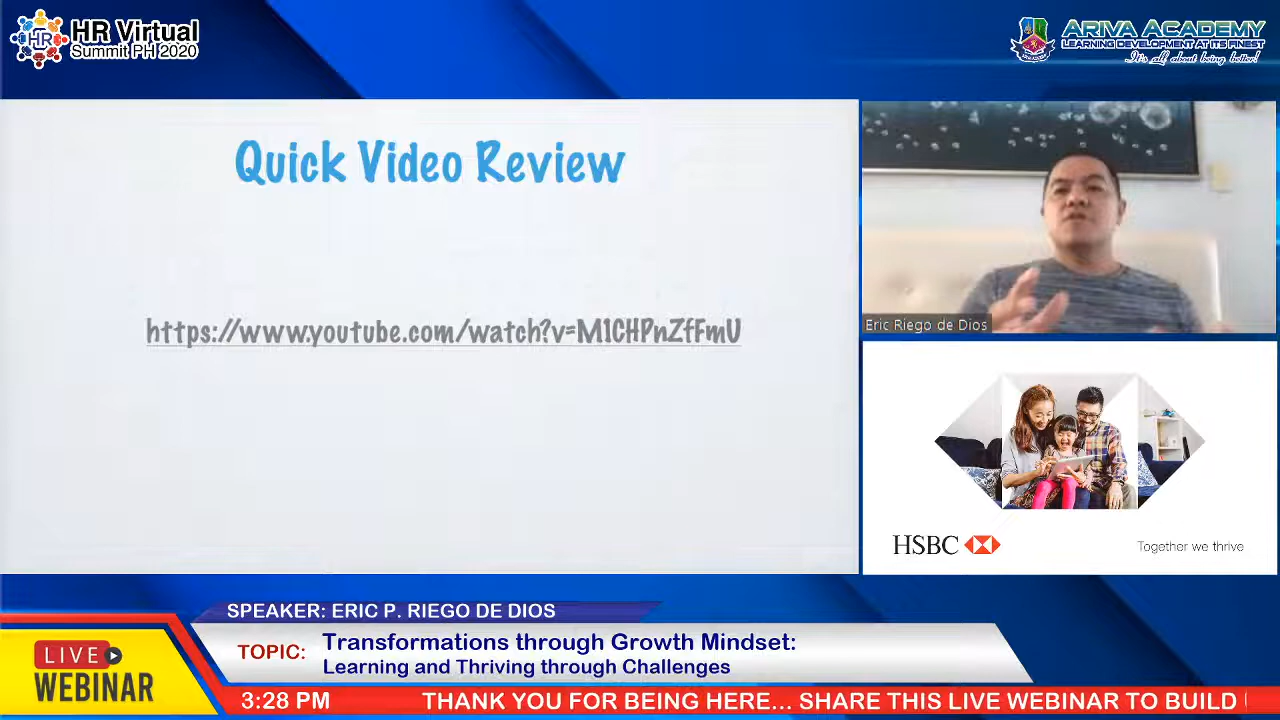 HR
HR Virtual
Summit PH 2020
ARIVA ACADEMY
LEARNING DEVELOPMENT AT ITS FINEST
It's all about being better!
Quick Video Review
https://www.youtube.com/watch?v=M1CHPnZfFmU
Eric Riego de Dios
HSBC
Together we thrive
SPEAKER: ERIC P. RIEGO DE DIOS
LIVE
WEBINAR
TOPIC:
Transformations through Growth Mindset:
Learning and Thriving through Challenges
3:28 PM
THANK YOU FOR BEING HERE... SHARE THIS LIVE WEBINAR TO BUILD